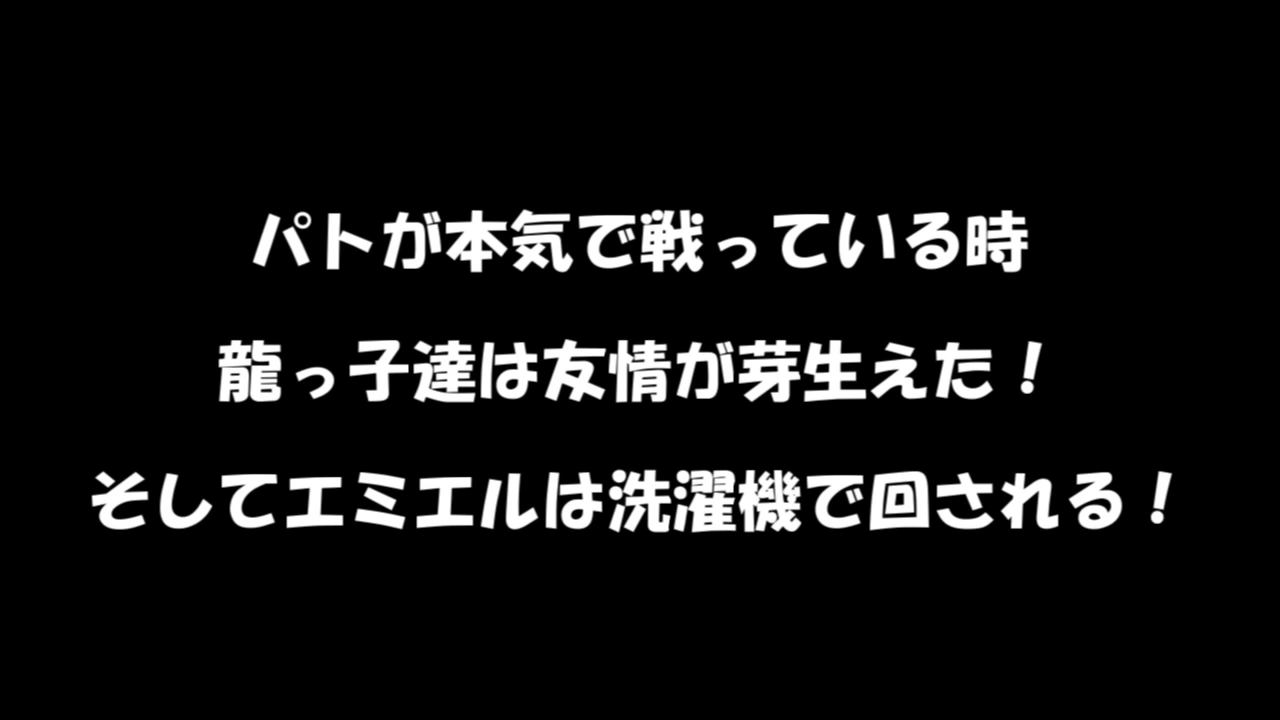 パトが本気で戦っている時
龍っ子達は友情が芽生えた！
そしてエミエルは洗濯機で回される！